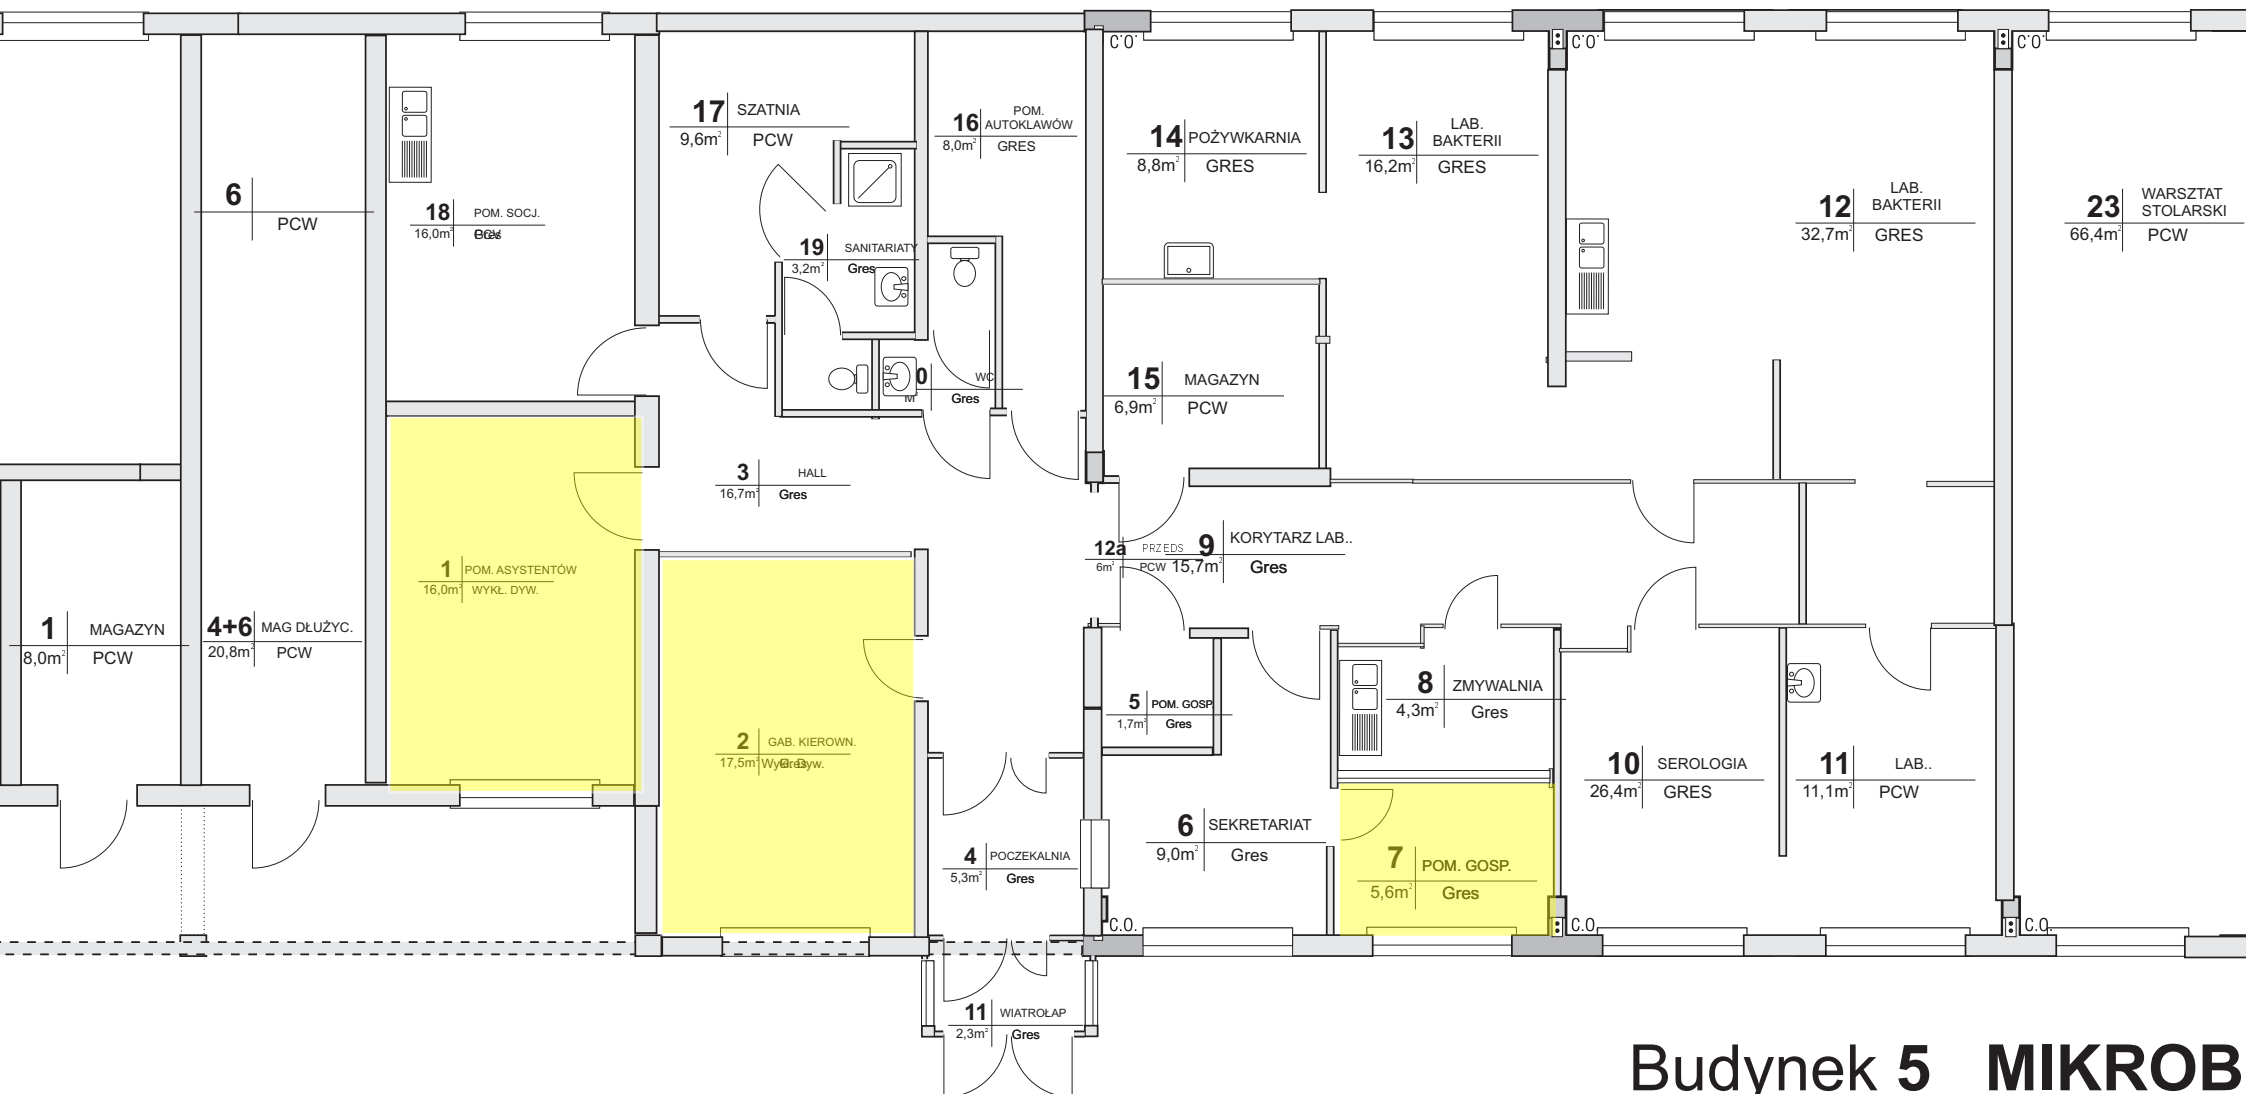 C.O.
C.O.
C.O.
17 SZATNIA
9,6m² PCW
16 POM.
AUTOKLAWÓW
8,0m² GRES
14 POŻYWKARNIA
8,8m² GRES
13 LAB.
BAKTERII
16,2m² GRES
12 LAB.
BAKTERII
32,7m² GRES
23 WARSZTAT
STOLARSKI
66,4m² PCW
6
PCW
18 POM. SOCJ.
16,0m² Gres
19 SANITARIATY
3,2m² Gres
0 WC
M² Gres
15 MAGAZYN
6,9m² PCW
3 HALL
16,7m² Gres
12a PRZEDS
6m² PCW
9 KORYTARZ LAB..
15,7m² Gres
1 POM. ASYSTENTÓW
16,0m² WYKŁ. DYW.
1 MAGAZYN
8,0m² PCW
4+6 MAG DŁUŻYC.
20,8m² PCW
2 GAB. KIEROWN.
17,5m² Wykł. Dyw.
5 POM. GOSP.
1,7m² Gres
8 ZMYWALNIA
4,3m² Gres
10 SEROLOGIA
26,4m² GRES
11 LAB..
11,1m² PCW
6 SEKRETARIAT
9,0m² Gres
4 POCZEKALNIA
5,3m² Gres
7 POM. GOSP.
5,6m² Gres
C.O.
C.O.
C.O.
11 WIATROŁAP
2,3m² Gres
Budynek 5 MIKROB